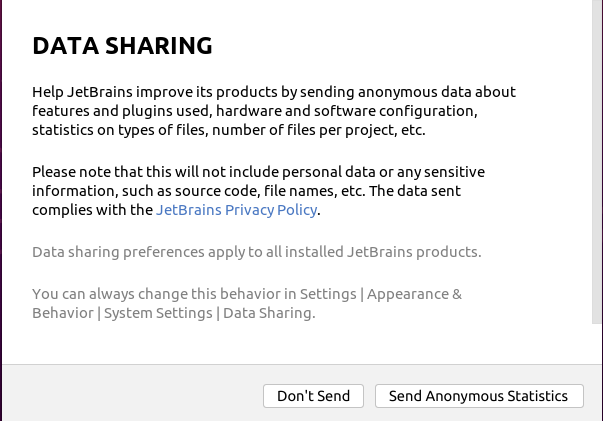 DATA SHARING
Help JetBrains improve its products by sending anonymous data about
features and plugins used, hardware and software configuration,
statistics on types of files, number of files per project, etc.
Please note that this will not include personal data or any sensitive
information, such as source code, file names, etc. The data sent
complies with the JetBrains Privacy Policy.
Data sharing preferences apply to all installed JetBrains products.
You can always change this behavior in Settings | Appearance &
Behavior | System Settings | Data Sharing.
Don't Send
Send Anonymous Statistics